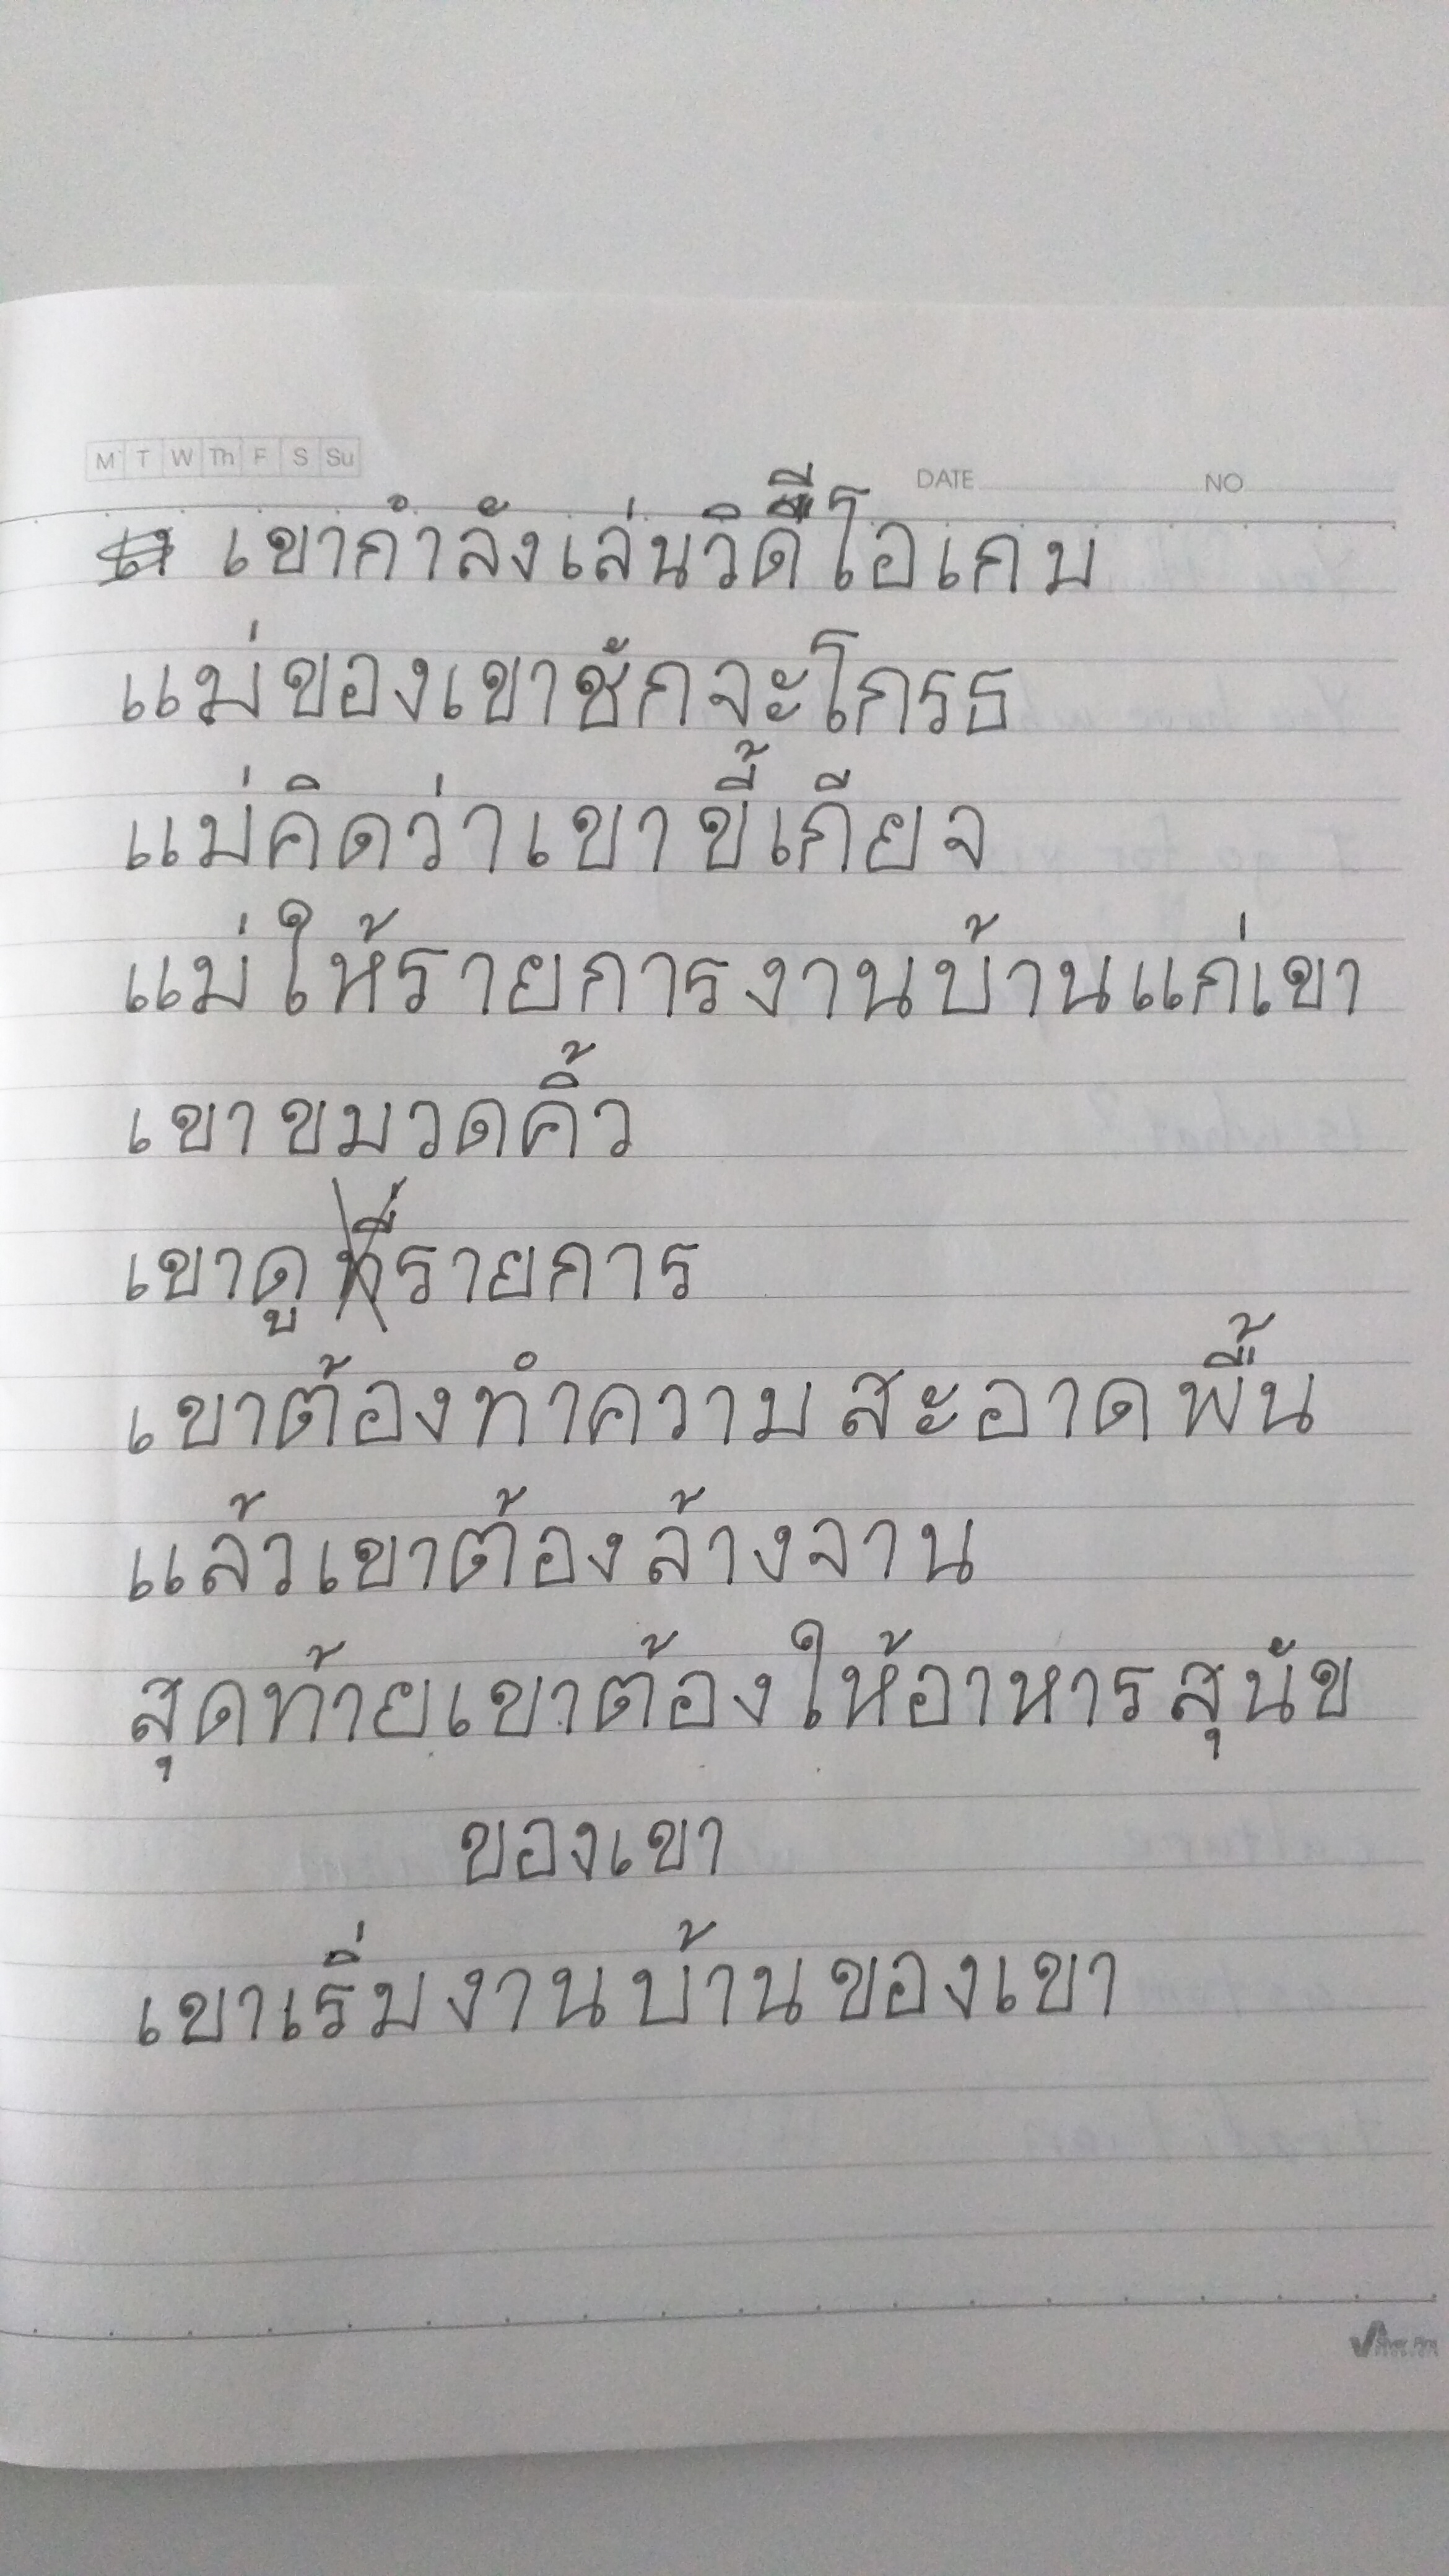 M T W Th F S Su
DATE NO
เขากำลังเล่นวิดีโอเกม
แม่ของเขาชักจะโกรธ
แม่คิดว่าเขาขี้เกียจ
แม่ให้รายการงานบ้านแก่เขา
เขาขมวดคิ้ว
เขาดูรายการ
เขาต้องทำความสะอาดพื้น
แล้วเขาต้องล้างจาน
สุดท้ายเขาต้องให้อาหารสุนัข
ของเขา
เขาเริ่มงานบ้านของเขา